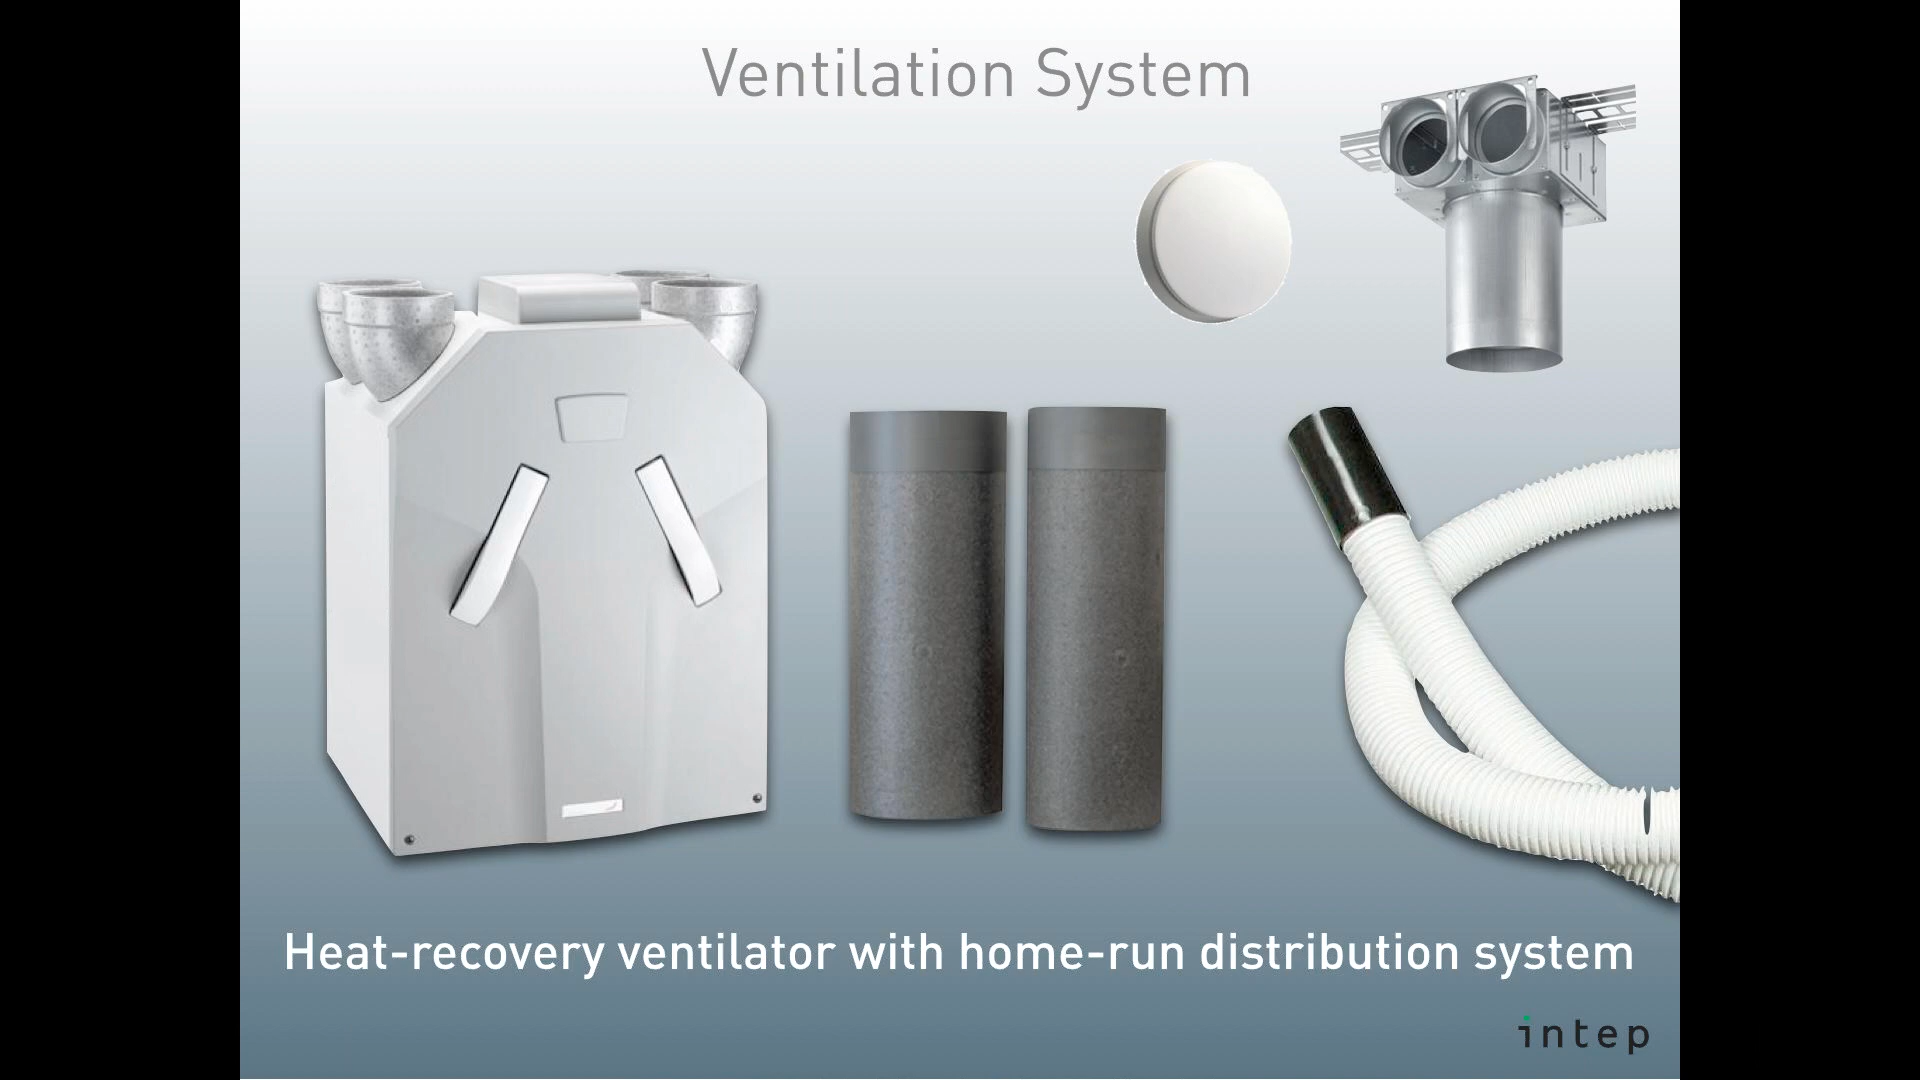 Ventilation System
Heat-recovery ventilator with home-run distribution system
intep